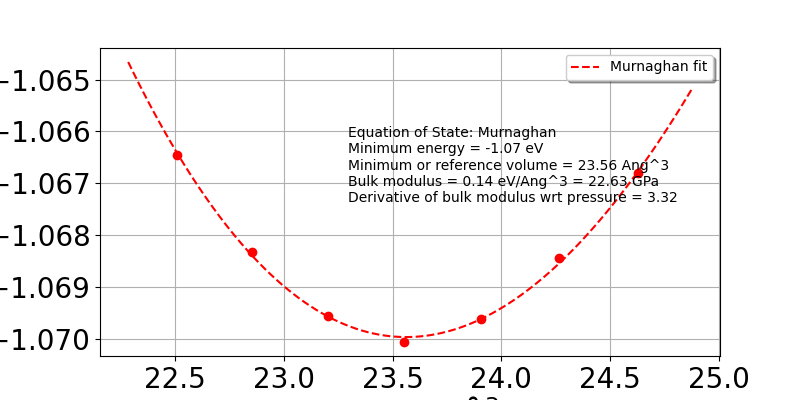 Murnaghan fit
Equation of State: Murnaghan
Minimum energy = -1.07 eV
Minimum or reference volume = 23.56 Ang^3
Bulk modulus = 0.14 eV/Ang^3 = 22.63 GPa
Derivative of bulk modulus wrt pressure = 3.32
−1.065
−1.066
−1.067
−1.068
−1.069
−1.070
22.5 23.0 23.5 24.0 24.5 25.0